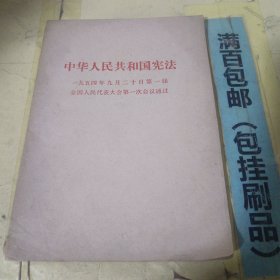 中华人民共和国宪法
一九五四年九月二十日第一届
全国人民代表大会第一次会议通过
满百包邮（包挂刷）